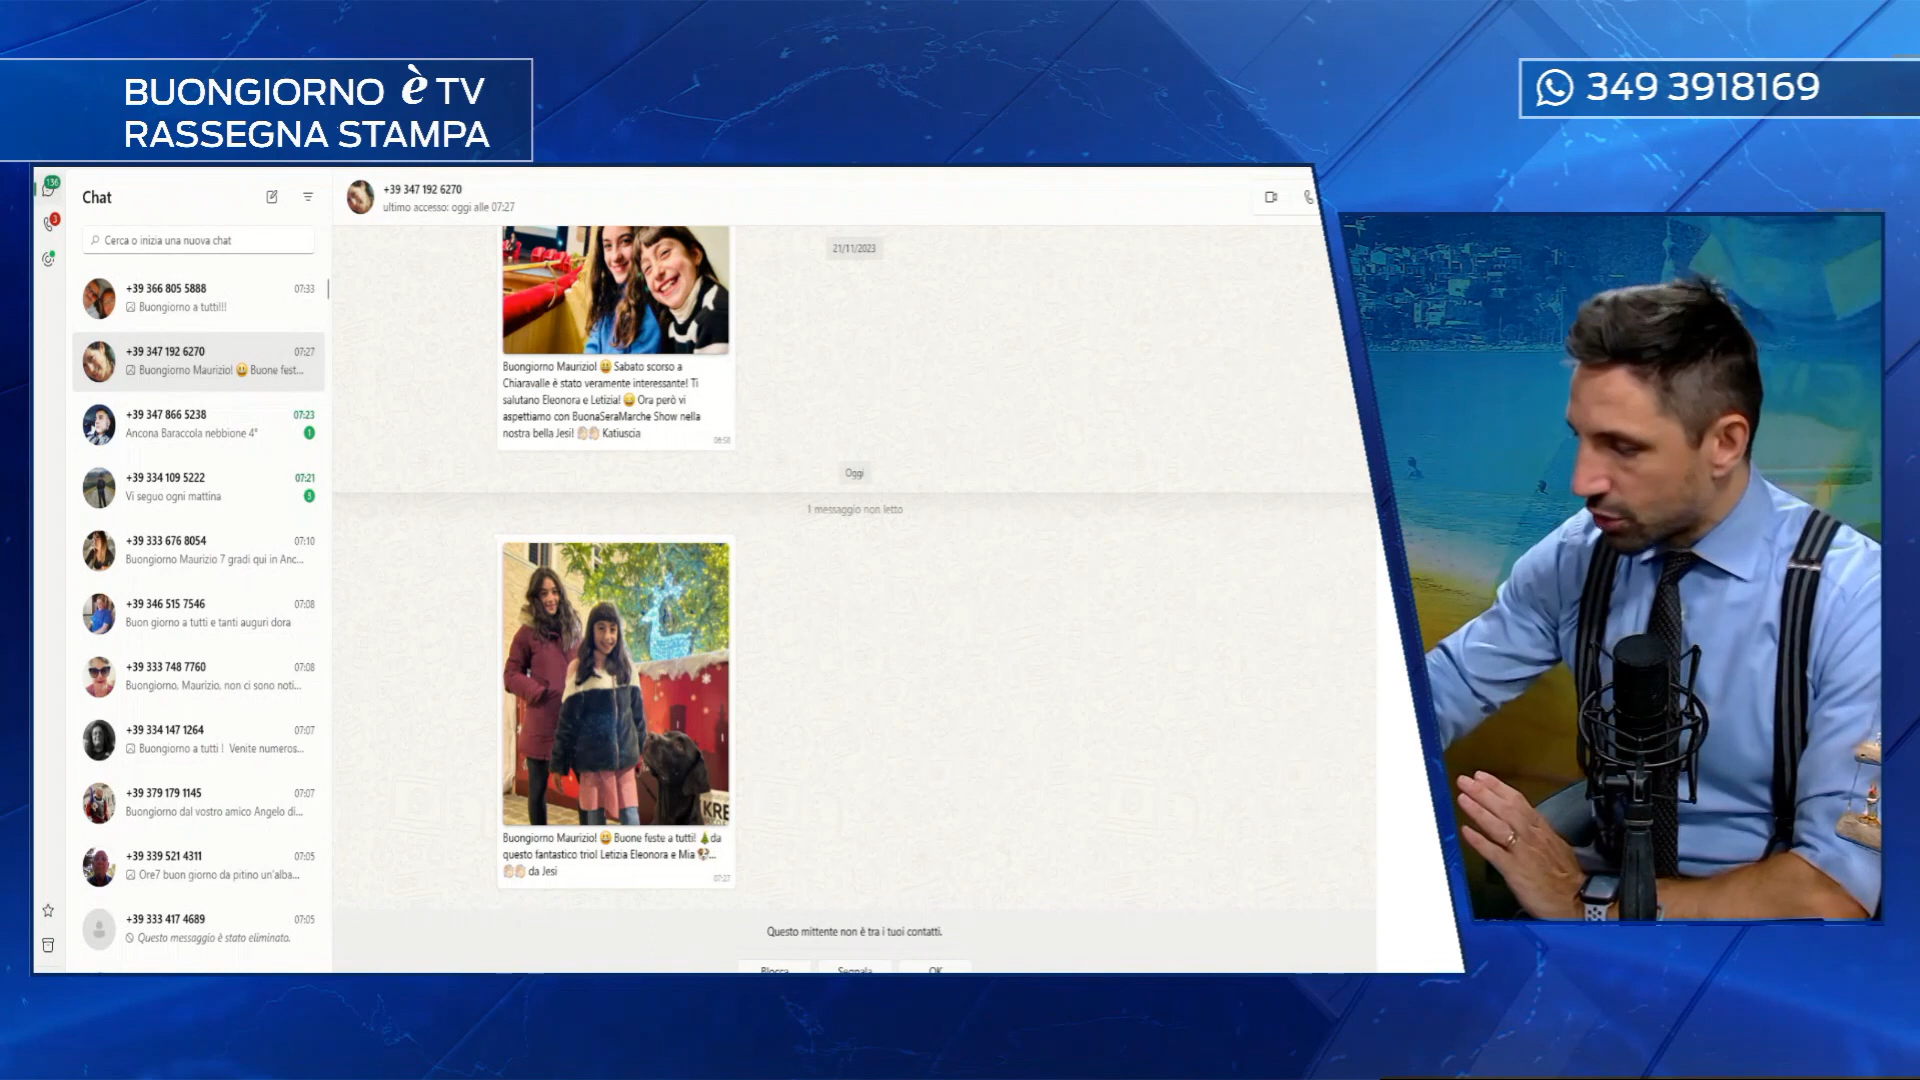 BUONGIORNO è TV
RASSEGNA STAMPA
349 3918169
136
Chat
Cerca o inizia una nuova chat
3
+39 366 805 5888 07:33
Buongiorno a tutti!!!
+39 347 192 6270 07:27
Buongiorno Maurizio! 😃 Buone fest...
+39 347 866 5238 07:23
Ancona Baraccola nebbione 4° 1
+39 334 109 5222 07:21
Vi seguo ogni mattina 3
+39 333 676 8054 07:10
Buongiorno Maurizio 7 gradi qui in Anc...
+39 346 515 7546 07:08
Buon giorno a tutti e tanti auguri dora
+39 333 748 7760 07:08
Buongiorno, Maurizio, non ci sono noti...
+39 334 147 1264 07:07
Buongiorno a tutti ! Venite numeros...
+39 379 179 1145 07:07
Buongiorno dal vostro amico Angelo di...
+39 339 521 4311 07:05
Ore7 buon giorno da pitino un'alba...
+39 333 417 4689 07:05
Questo messaggio è stato eliminato.
+39 347 192 6270
ultimo accesso: oggi alle 07:27
21/11/2023
Buongiorno Maurizio! 😃 Sabato scorso a
Chiaravalle è stato veramente interessante! Ti
salutano Eleonora e Letizia! 😄 Ora però vi
aspettiamo con BuonaSeraMarche Show nella
nostra bella Jesi! 👏🏻👏🏻 Katiuscia
06:58
Oggi
1 messaggio non letto
KRE
Buongiorno Maurizio! 😃 Buone feste a tutti! 🎄da
questo fantastico trio! Letizia Eleonora e Mia 🐶...
👏🏻👏🏻 da Jesi
07:27
Questo mittente non è tra i tuoi contatti.
Blocca Segnala OK